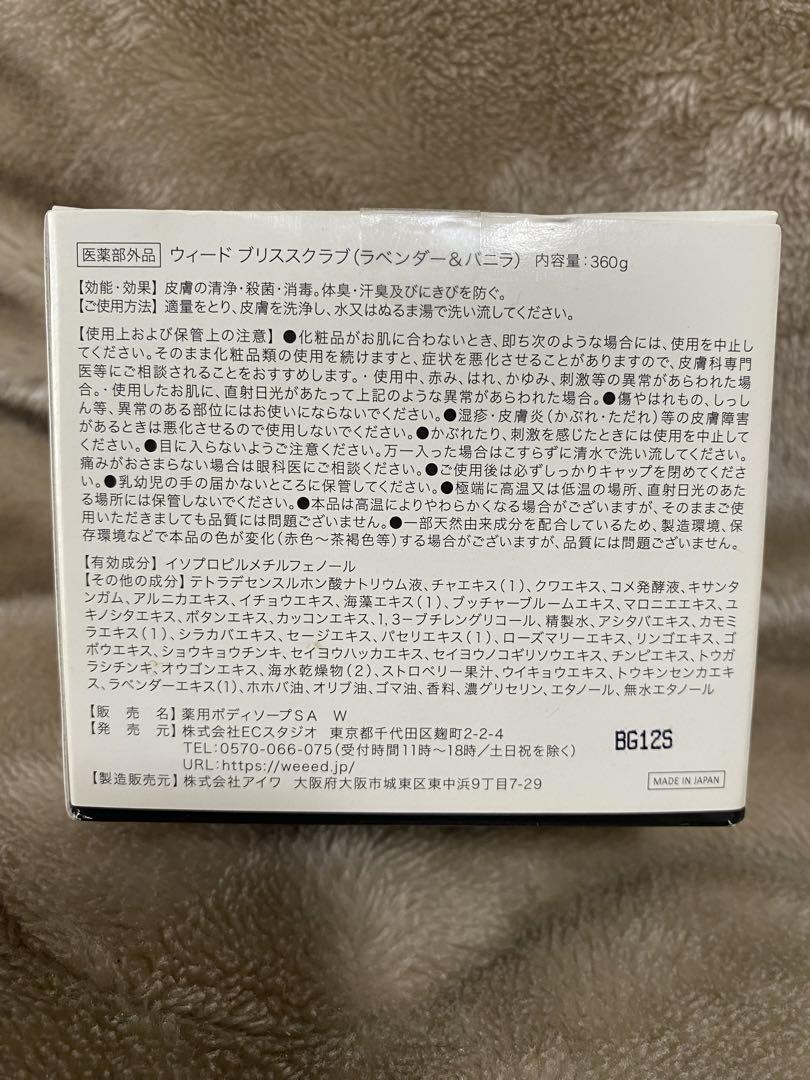 医薬部外品 ウィード ブリススクラブ(ラベンダー＆バニラ) 内容量:360g
【効能・効果】皮膚の清浄・殺菌・消毒。体臭・汗臭及びにきびを防ぐ。
【ご使用方法】適量をとり、皮膚を洗浄し、水又はぬるま湯で洗い流してください。
【使用上および保管上の注意】●化粧品がお肌に合わないとき、即ち次のような場合には、使用を中止し
てください。そのまま化粧品類の使用を続けますと、症状を悪化させることがありますので、皮膚科専門
医等にご相談されることをおすすめします。・使用中、赤み、はれ、かゆみ、刺激等の異常があらわれた場
合。・使用したお肌に、直射日光があたって上記のような異常があらわれた場合。●傷やはれもの、しっし
ん等、異常のある部位にはお使いにならないでください。●湿疹・皮膚炎(かぶれ・ただれ)等の皮膚障害
があるときは悪化させるので使用しないでください。●かぶれたり、刺激を感じたときには使用を中止して
ください。●目に入らないようご注意ください。万一入った場合はこすらずに清水で洗い流してください。
痛みがおさまらない場合は眼科医にご相談ください。●ご使用後は必ずしっかりキャップを閉めてくださ
い。●乳幼児の手の届かないところに保管してください。●極端に高温又は低温の場所、直射日光のあた
る場所には保管しないでください。●本品は高温によりやわらかくなる場合がございますが、そのままご使
用いただきましても品質には問題ございません。●一部天然由来成分を配合しているため、製造環境、保
存環境などで本品の色が変化(赤色～茶褐色等)する場合がございますが、品質には問題ございません。
【有効成分】イソプロピルメチルフェノール
【その他の成分】テトラデセンスルホン酸ナトリウム液、チャエキス(1)、クワエキス、コメ発酵液、キサンタ
ンガム、アルニカエキス、イチョウエキス、海藻エキス(1)、ブッチャーブルームエキス、マロニエエキス、ユ
キノシタエキス、ボタンエキス、カッコンエキス、1,3－ブチレングリコール、精製水、アシタバエキス、カモミ
ラエキス(1)、シラカバエキス、セージエキス、パセリエキス(1)、ローズマリーエキス、リンゴエキス、ゴ
ボウエキス、ショウキョウチンキ、セイヨウハッカエキス、セイヨウノコギリソウエキス、チンピエキス、トウガ
ラシチンキ、オウゴンエキス、海水乾燥物(2)、ストロベリー果汁、ウイキョウエキス、トウキンセンカエキ
ス、ラベンダーエキス(1)、ホホバ油、オリブ油、ゴマ油、香料、濃グリセリン、エタノール、無水エタノール
【販 売 名】薬用ボディソープSA W
【発 売 元】株式会社ECスタジオ 東京都千代田区麹町2-2-4
TEL:0570-066-075(受付時間11時～18時／土日祝を除く)
URL:https://weeed.jp/
【製造販売元】株式会社アイワ 大阪府大阪市城東区東中浜9丁目7-29
BG12S
MADE IN JAPAN